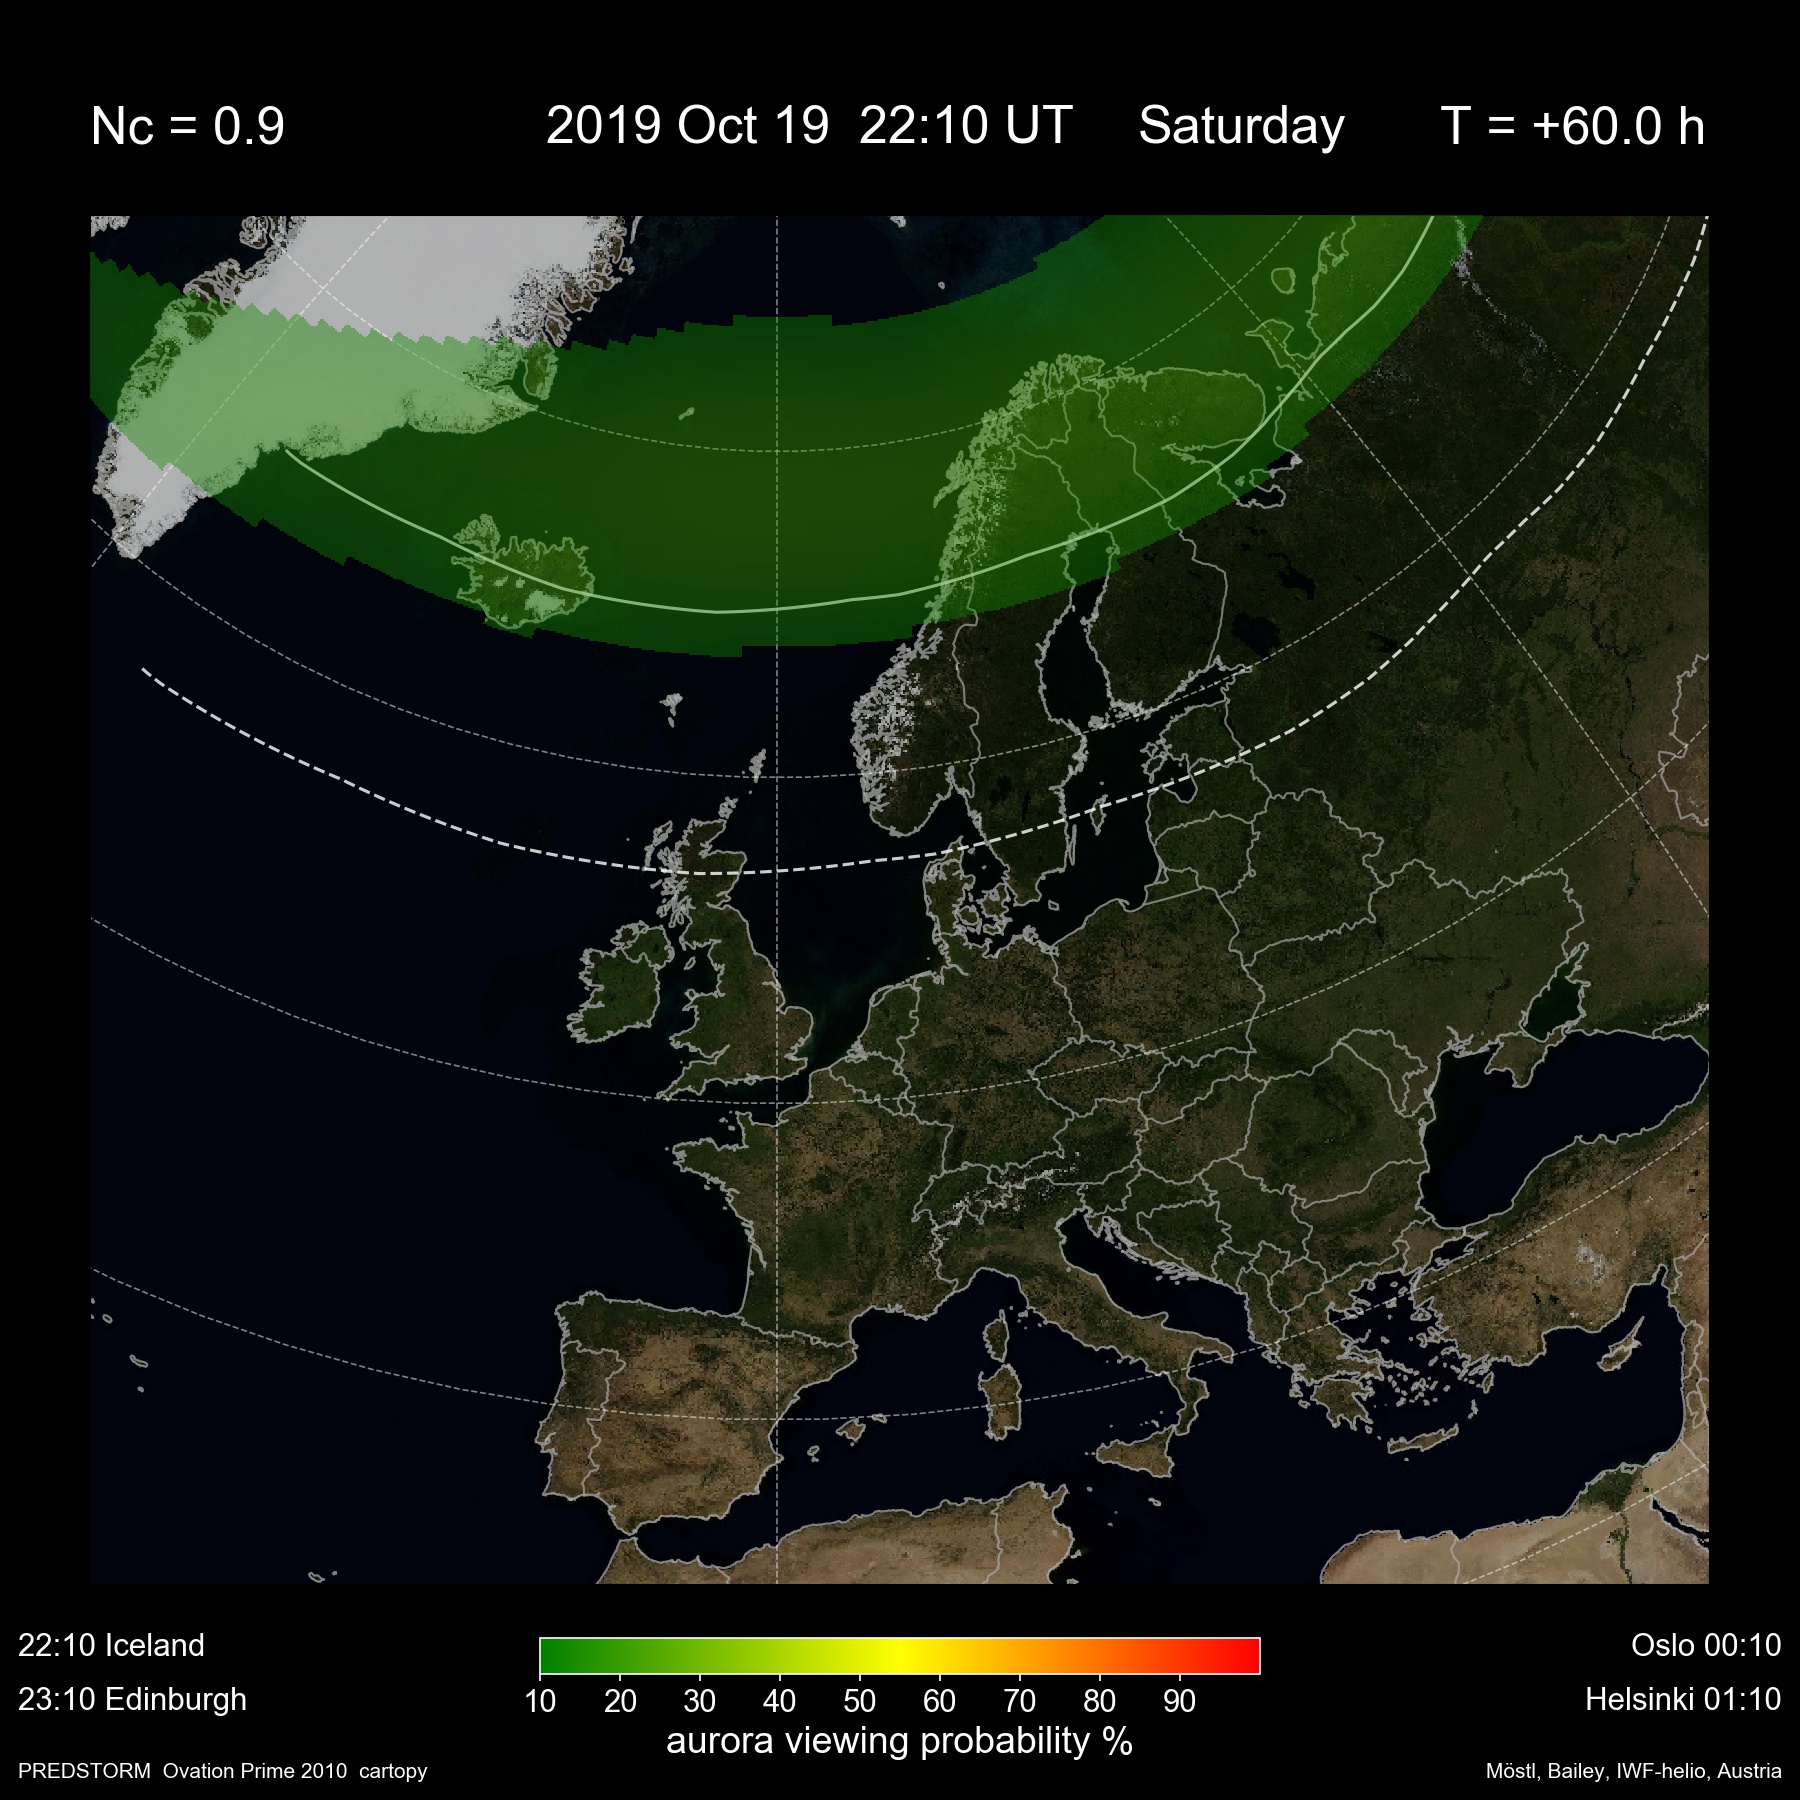 Nc = 0.9 2019 Oct 19 22:10 UT Saturday T = +60.0 h
22:10 Iceland
Oslo 00:10
23:10 Edinburgh
Helsinki 01:10
10 20 30 40 50 60 70 80 90
aurora viewing probability %
PREDSTORM Ovation Prime 2010 cartopy
Möstl, Bailey, IWF-helio, Austria